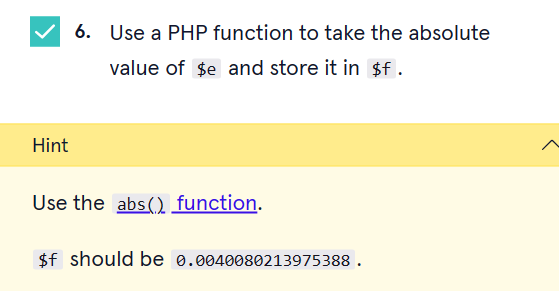 6. Use a PHP function to take the absolute
value of $e and store it in $f.
Hint
Use the abs() function.
$f should be 0.0040080213975388.